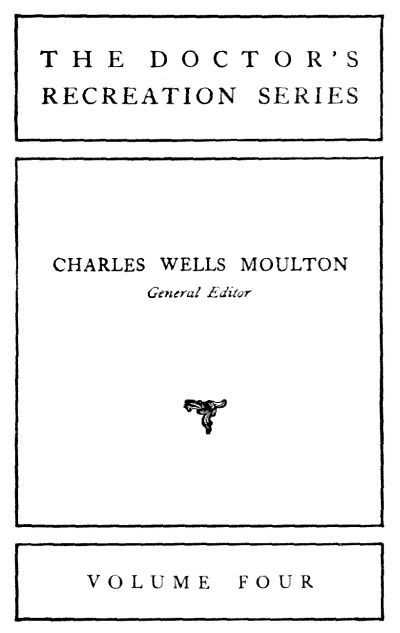 THE DOCTOR'S
RECREATION SERIES
CHARLES WELLS MOULTON
General Editor
VOLUME FOUR